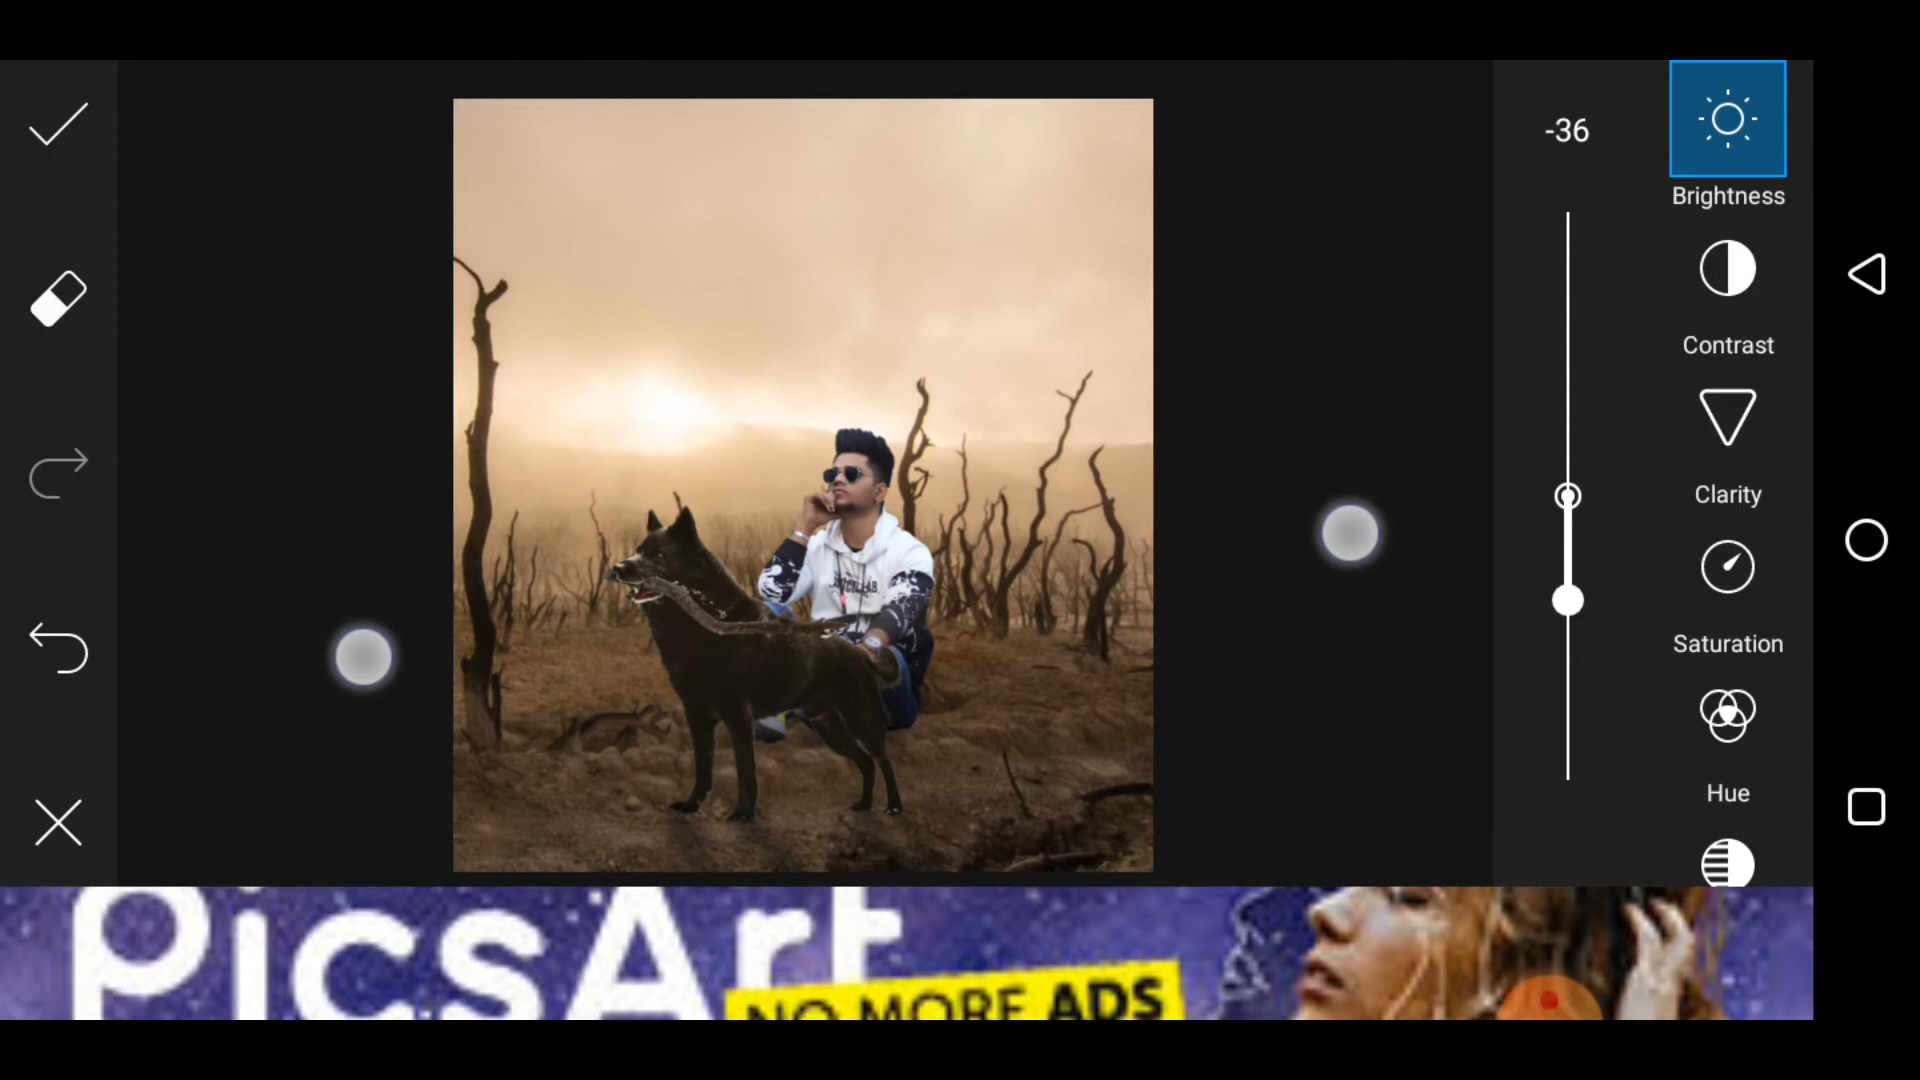 -36
Brightness
Contrast
Clarity
Saturation
Hue
PicsArt
NO MORE ADS